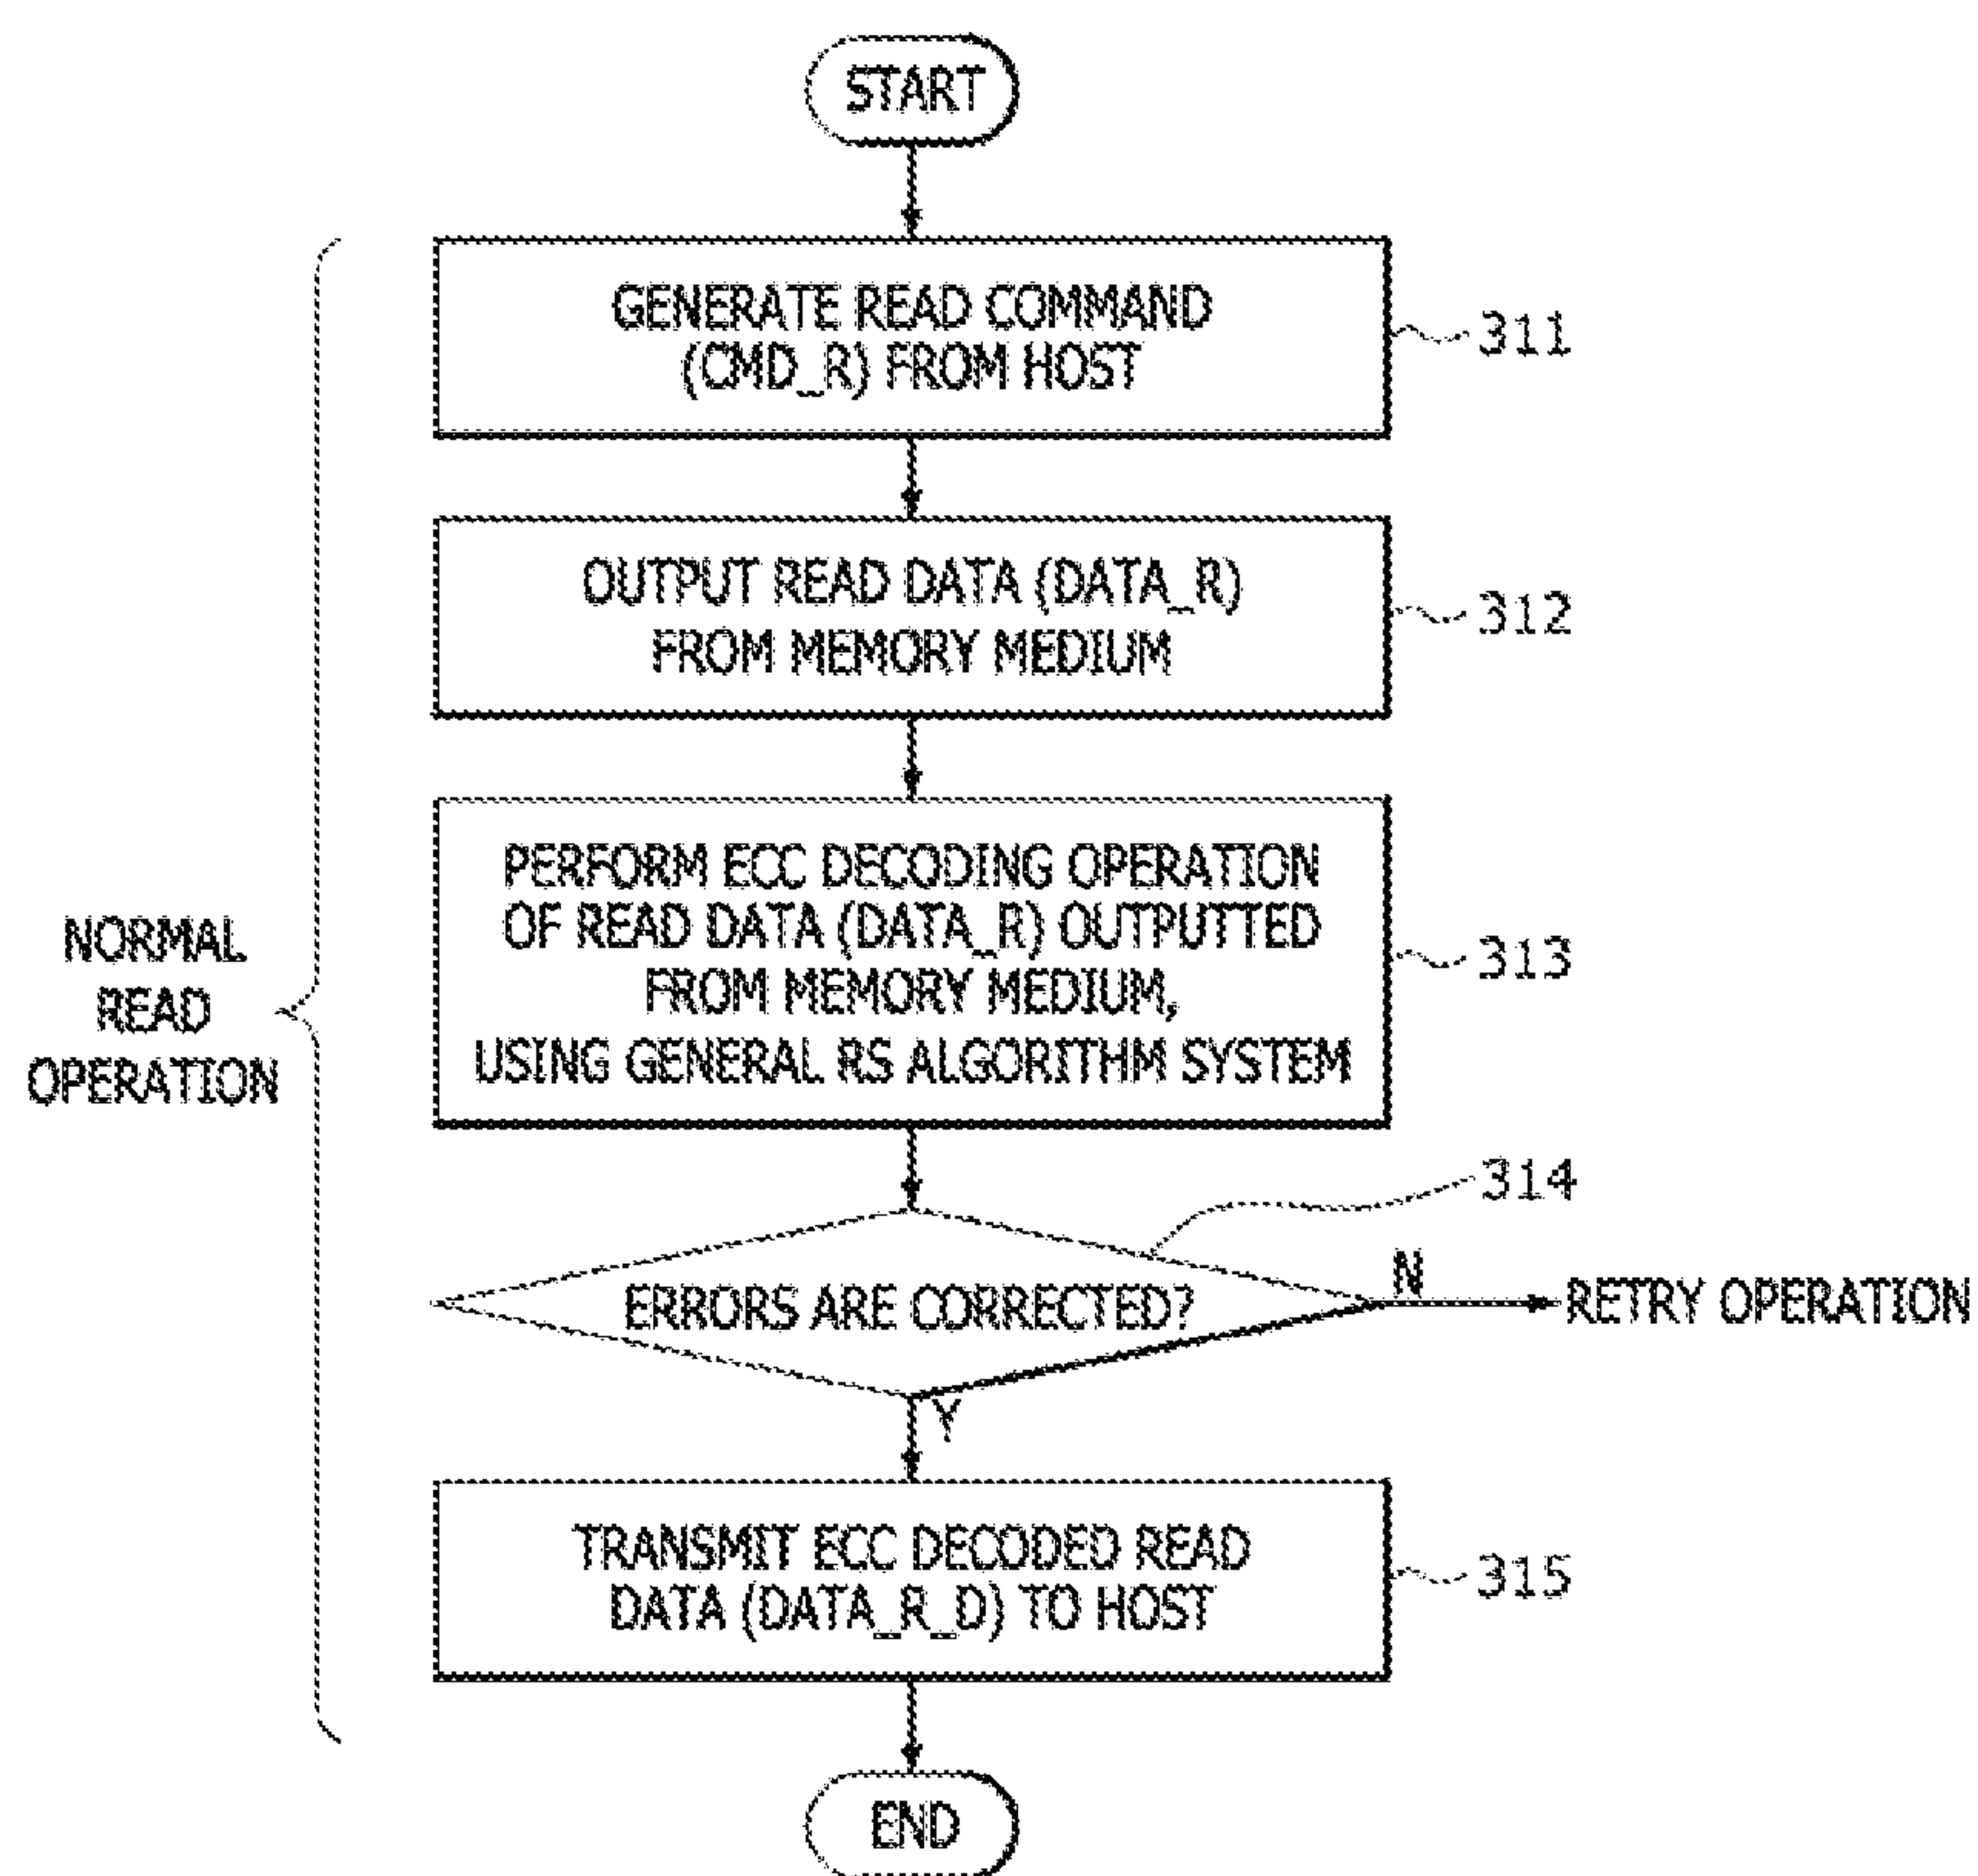 START
GENERATE READ COMMAND
(CMD_R) FROM HOST
311
OUTPUT READ DATA (DATA_R)
FROM MEMORY MEDIUM
312
PERFORM ECC DECODING OPERATION
OF READ DATA (DATA_R) OUTPUTTED
FROM MEMORY MEDIUM,
USING GENERAL RS ALGORITHM SYSTEM
313
NORMAL
READ
OPERATION
314
ERRORS ARE CORRECTED?
N
RETRY OPERATION
Y
TRANSMIT ECC DECODED READ
DATA (DATA_R_D) TO HOST
315
END